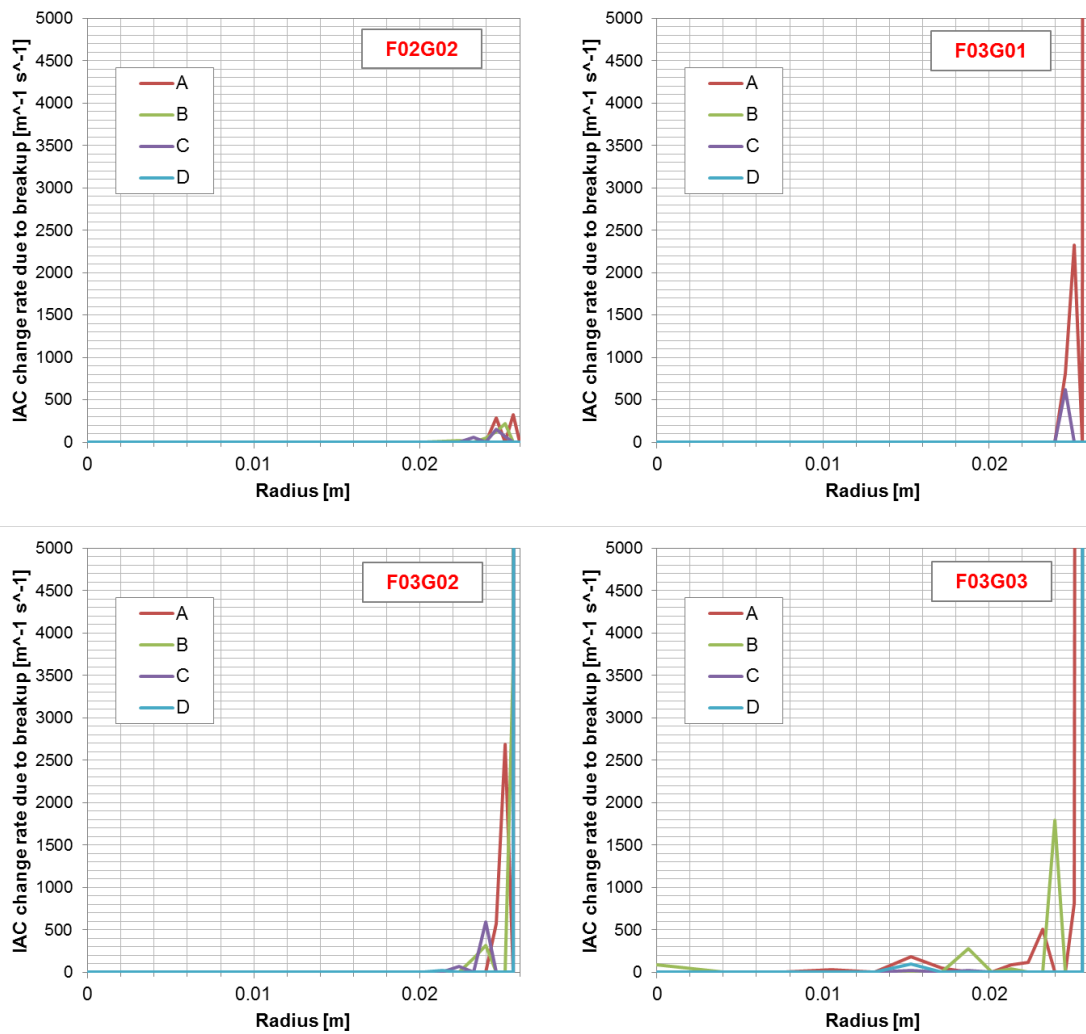 IAC change rate due to breakup [m^-1 s^-1]
5000
4500
4000
3500
3000
2500
2000
1500
1000
500
0
F02G02
A
B
C
D
0
0.01
0.02
Radius [m]
IAC change rate due to breakup [m^-1 s^-1]
5000
4500
4000
3500
3000
2500
2000
1500
1000
500
0
F03G01
A
B
C
D
0
0.01
0.02
Radius [m]
IAC change rate due to breakup [m^-1 s^-1]
5000
4500
4000
3500
3000
2500
2000
1500
1000
500
0
F03G02
A
B
C
D
0
0.01
0.02
Radius [m]
IAC change rate due to breakup [m^-1 s^-1]
5000
4500
4000
3500
3000
2500
2000
1500
1000
500
0
F03G03
A
B
C
D
0
0.01
0.02
Radius [m]